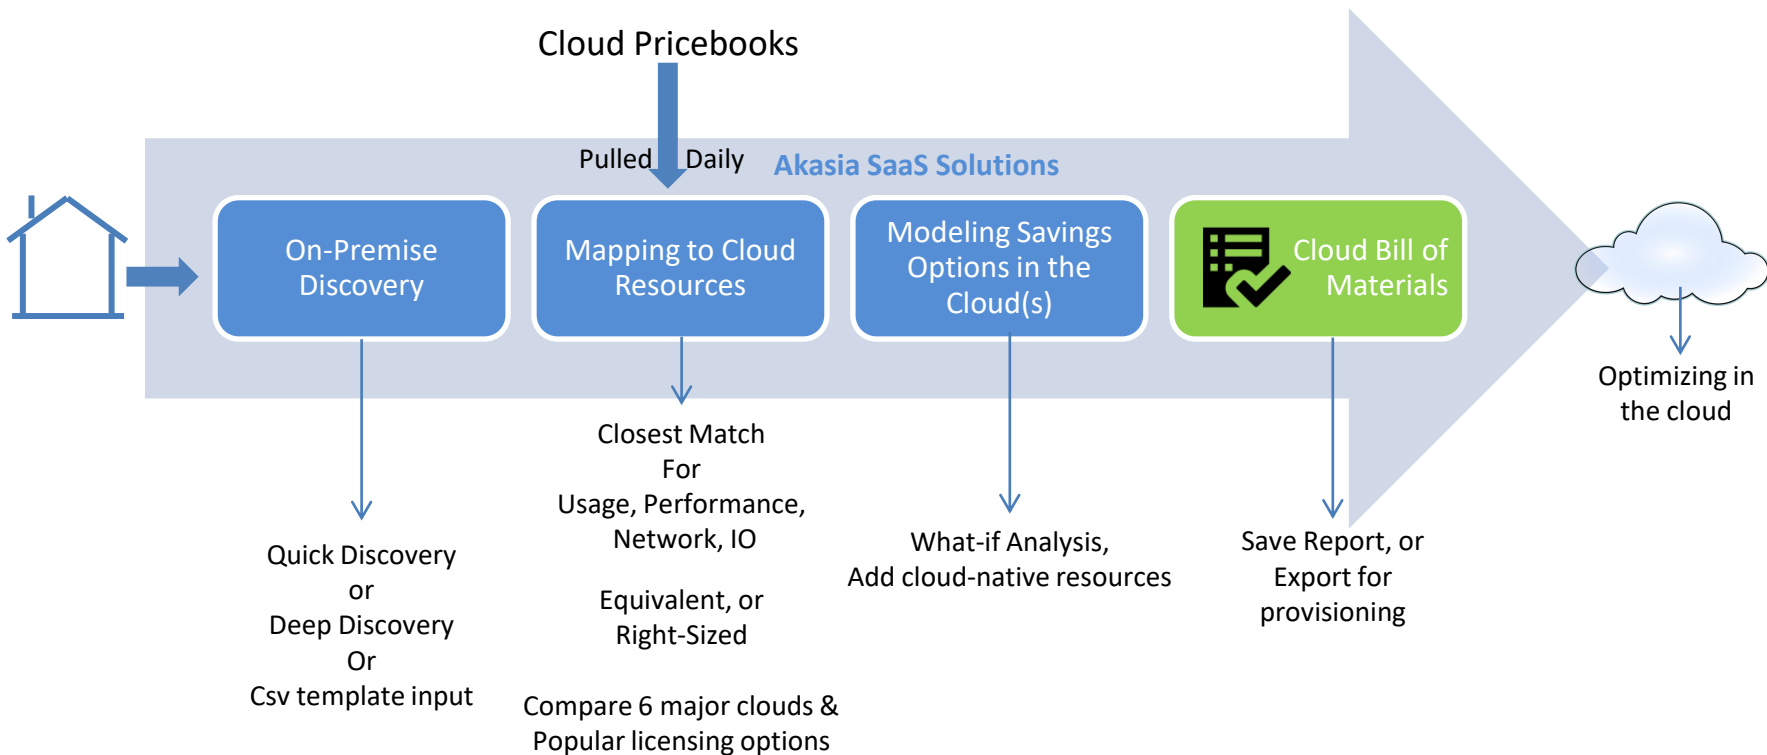 Cloud Pricebooks
Pulled Daily
Akasia SaaS Solutions
On-Premise
Discovery
Mapping to Cloud
Resources
Modeling Savings
Options in the
Cloud(s)
Cloud Bill of
Materials
Optimizing in
the cloud
Quick Discovery
or
Deep Discovery
Or
Csv template input
Closest Match
For
Usage, Performance,
Network, IO
Equivalent, or
Right-Sized
Compare 6 major clouds &
Popular licensing options
What-if Analysis,
Add cloud-native resources
Save Report, or
Export for
provisioning